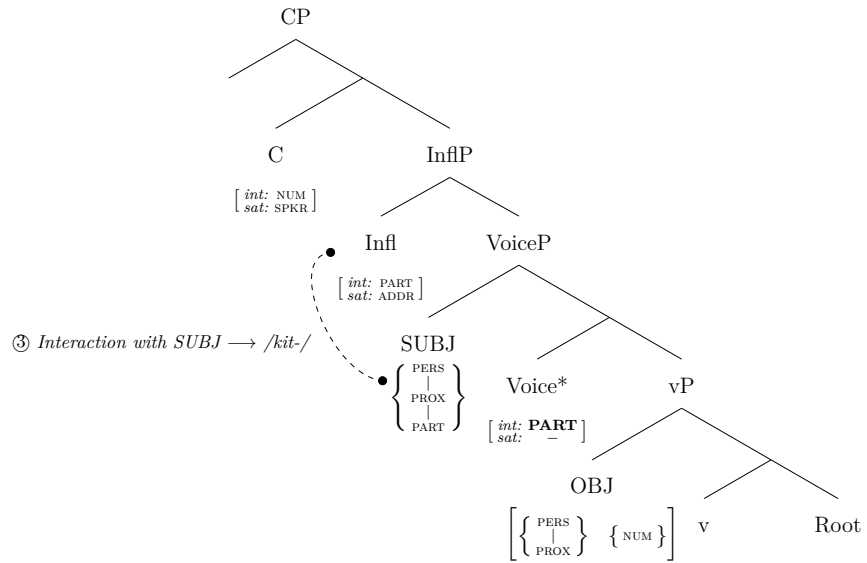 CP
C
InflP
[ int: NUM
sat: SPKR ]
Infl
VoiceP
[ int: PART
sat: ADDR ]
③ Interaction with SUBJ ⟶ /kit-/
SUBJ
{ PERS
|
PROX
|
PART }
Voice*
vP
[ int: PART
sat: – ]
OBJ
[ { PERS
|
PROX } { NUM } ]
v
Root